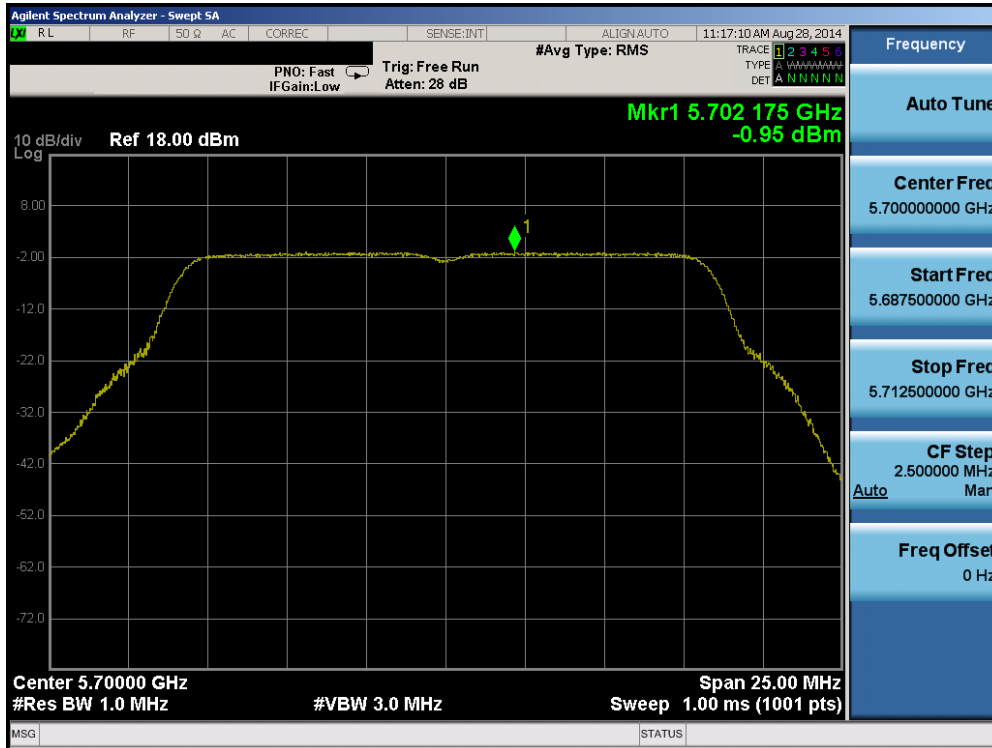 Agilent Spectrum Analyzer - Swept SA
LXI RL RF 50 Ω AC CORREC SENSE:INT ALIGN AUTO 11:17:10 AM Aug 28, 2014
#Avg Type: RMS TRACE 1 2 3 4 5 6
PNO: Fast Trig: Free Run TYPE A WWWWW
IFGain:Low Atten: 28 dB DET A N N N N N
Mkr1 5.702 175 GHz
10 dB/div Ref 18.00 dBm -0.95 dBm
Log
1
8.00
-2.00
-12.0
-22.0
-32.0
-42.0
-52.0
-62.0
-72.0
Center 5.70000 GHz Span 25.00 MHz
#Res BW 1.0 MHz #VBW 3.0 MHz Sweep 1.00 ms (1001 pts)
MSG STATUS
Frequency
Auto Tune
Center Freq
5.700000000 GHz
Start Freq
5.687500000 GHz
Stop Freq
5.712500000 GHz
CF Step
2.500000 MHz
Auto Man
Freq Offset
0 Hz